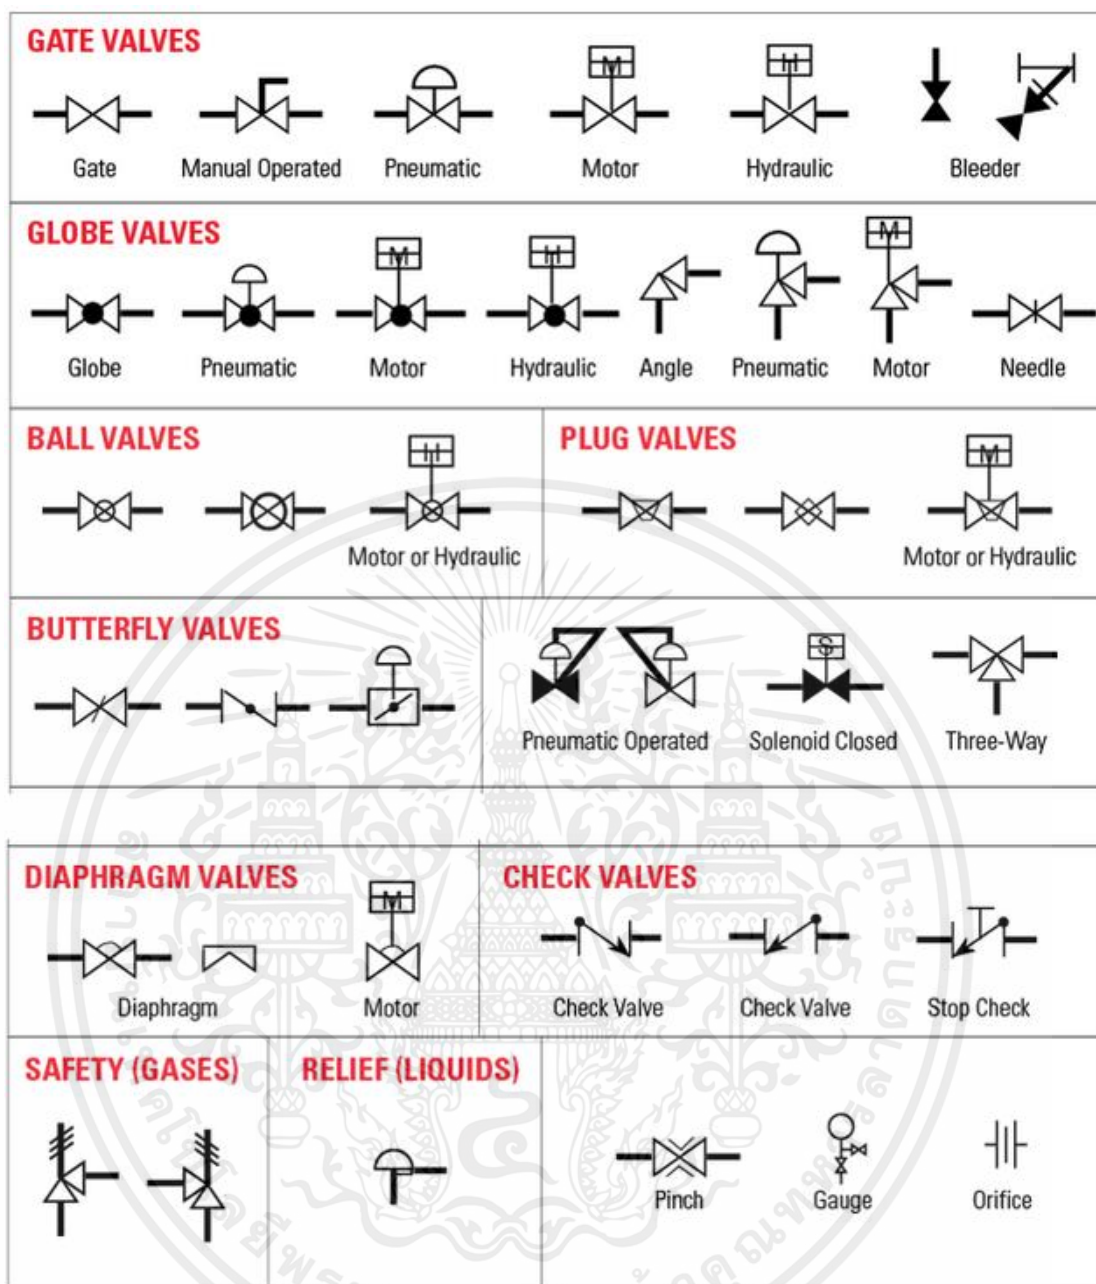 GATE VALVES
M
H
Gate
Manual Operated
Pneumatic
Motor
Hydraulic
Bleeder
GLOBE VALVES
M
H
M
Globe
Pneumatic
Motor
Hydraulic
Angle
Pneumatic
Motor
Needle
BALL VALVES
H
Motor or Hydraulic
PLUG VALVES
M
Motor or Hydraulic
BUTTERFLY VALVES
S
Pneumatic Operated
Solenoid Closed
Three-Way
DIAPHRAGM VALVES
M
Diaphragm
Motor
CHECK VALVES
Check Valve
Check Valve
Stop Check
SAFETY (GASES)
RELIEF (LIQUIDS)
Pinch
Gauge
Orifice